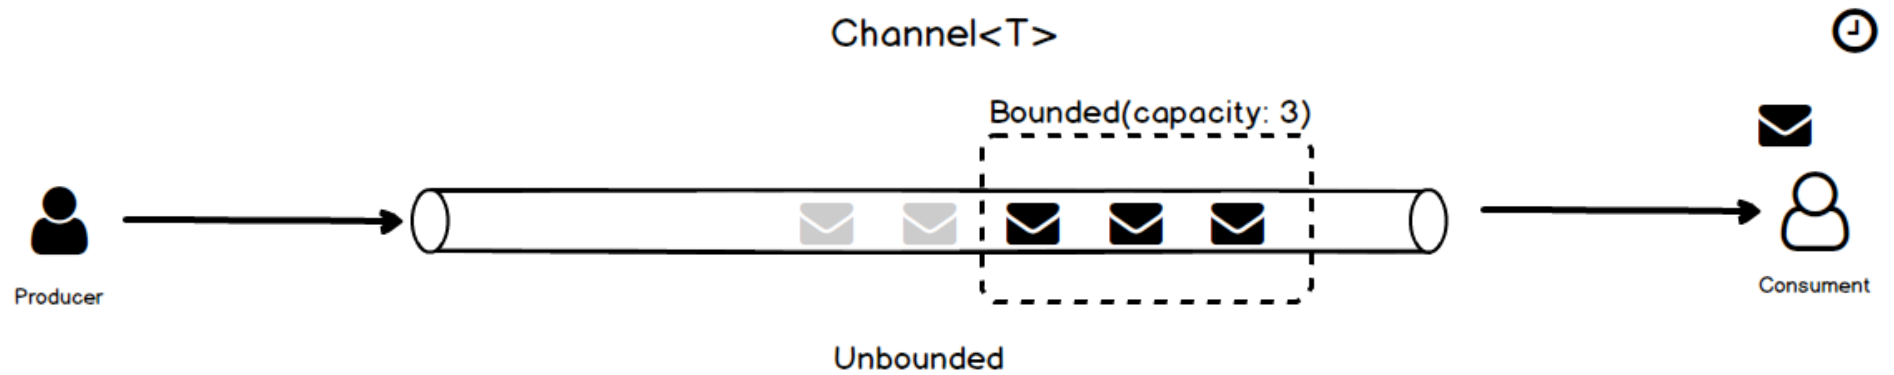 Channel<T>
Bounded(capacity: 3)
Producer
Consument
Unbounded